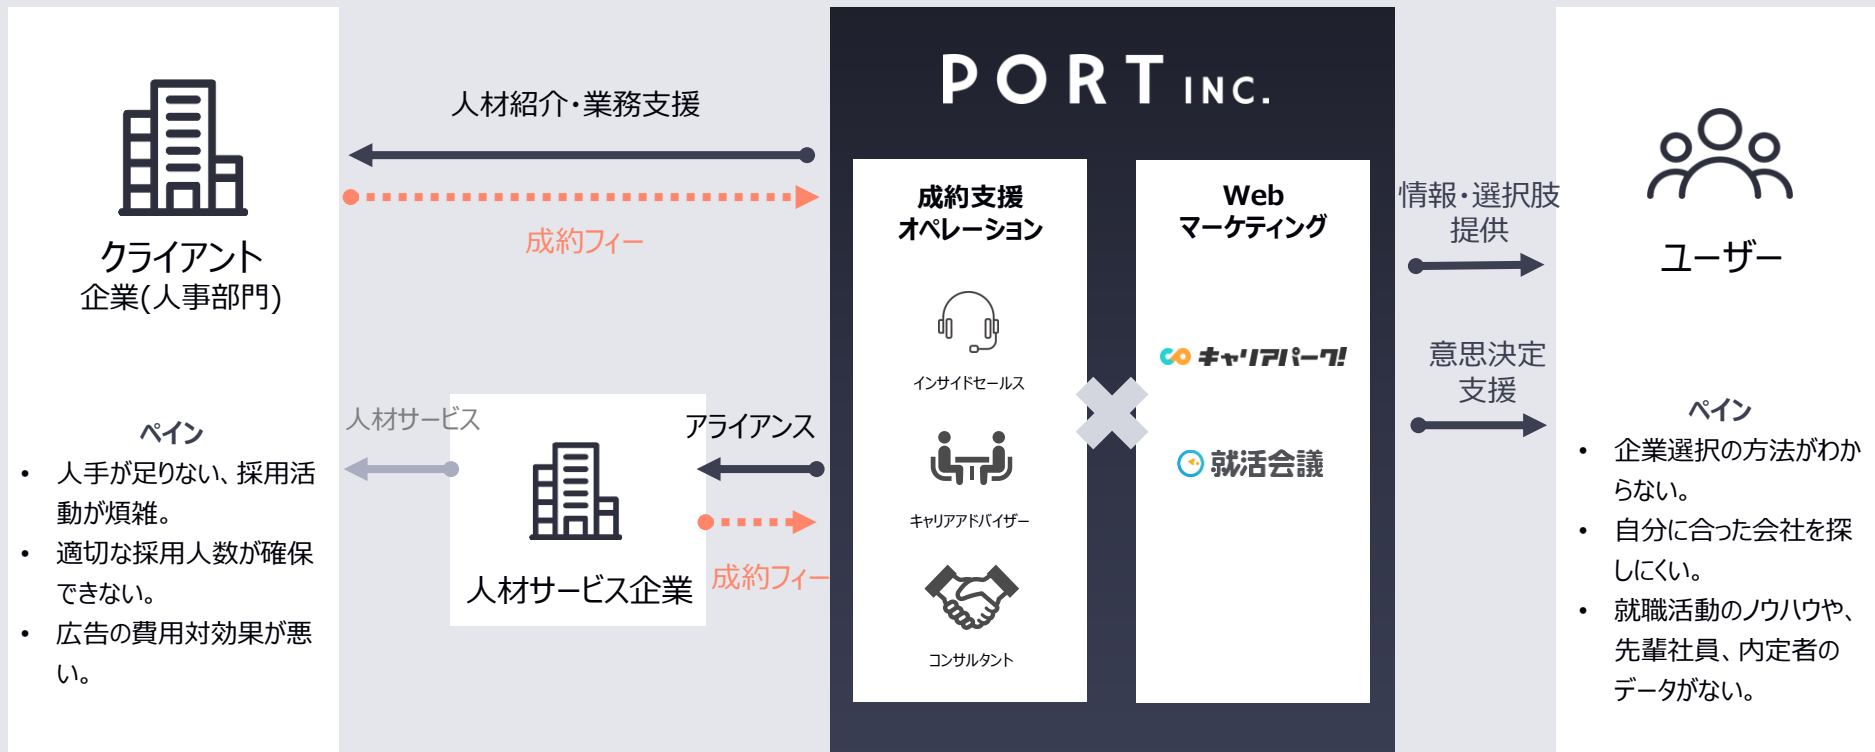 クライアント
企業(人事部門)
ペイン
• 人手が足りない、採用活
動が煩雑。
• 適切な採用人数が確保
できない。
• 広告の費用対効果が悪
い。
人材紹介・業務支援
成約フィー
人材サービス
アライアンス
人材サービス企業
成約フィー
PORT INC.
成約支援
オペレーション
インサイドセールス
キャリアアドバイザー
コンサルタント
Web
マーケティング
キャリアパーク!
就活会議
情報・選択肢
提供
意思決定
支援
ユーザー
ペイン
• 企業選択の方法がわか
らない。
• 自分に合った会社を探
しにくい。
• 就職活動のノウハウや、
先輩社員、内定者の
データがない。